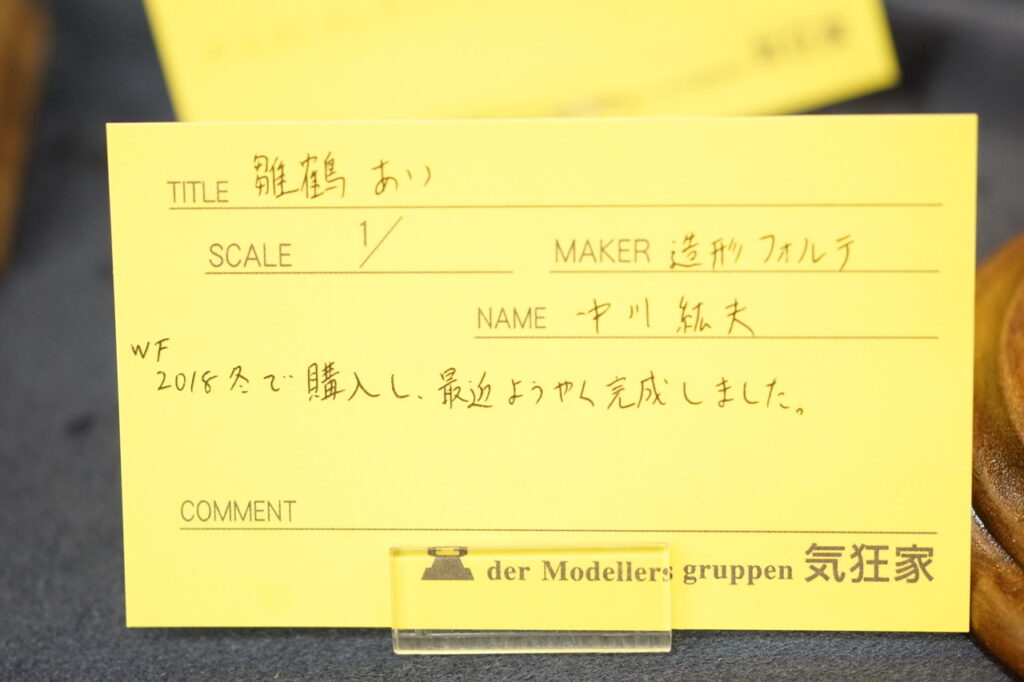 TITLE 雛鶴 あい
SCALE 1/
MAKER 造形フォルテ
NAME 中川 紘夫
WF
2018冬で購入し、最近ようやく完成しました。
COMMENT
der Modellers gruppen 気狂家